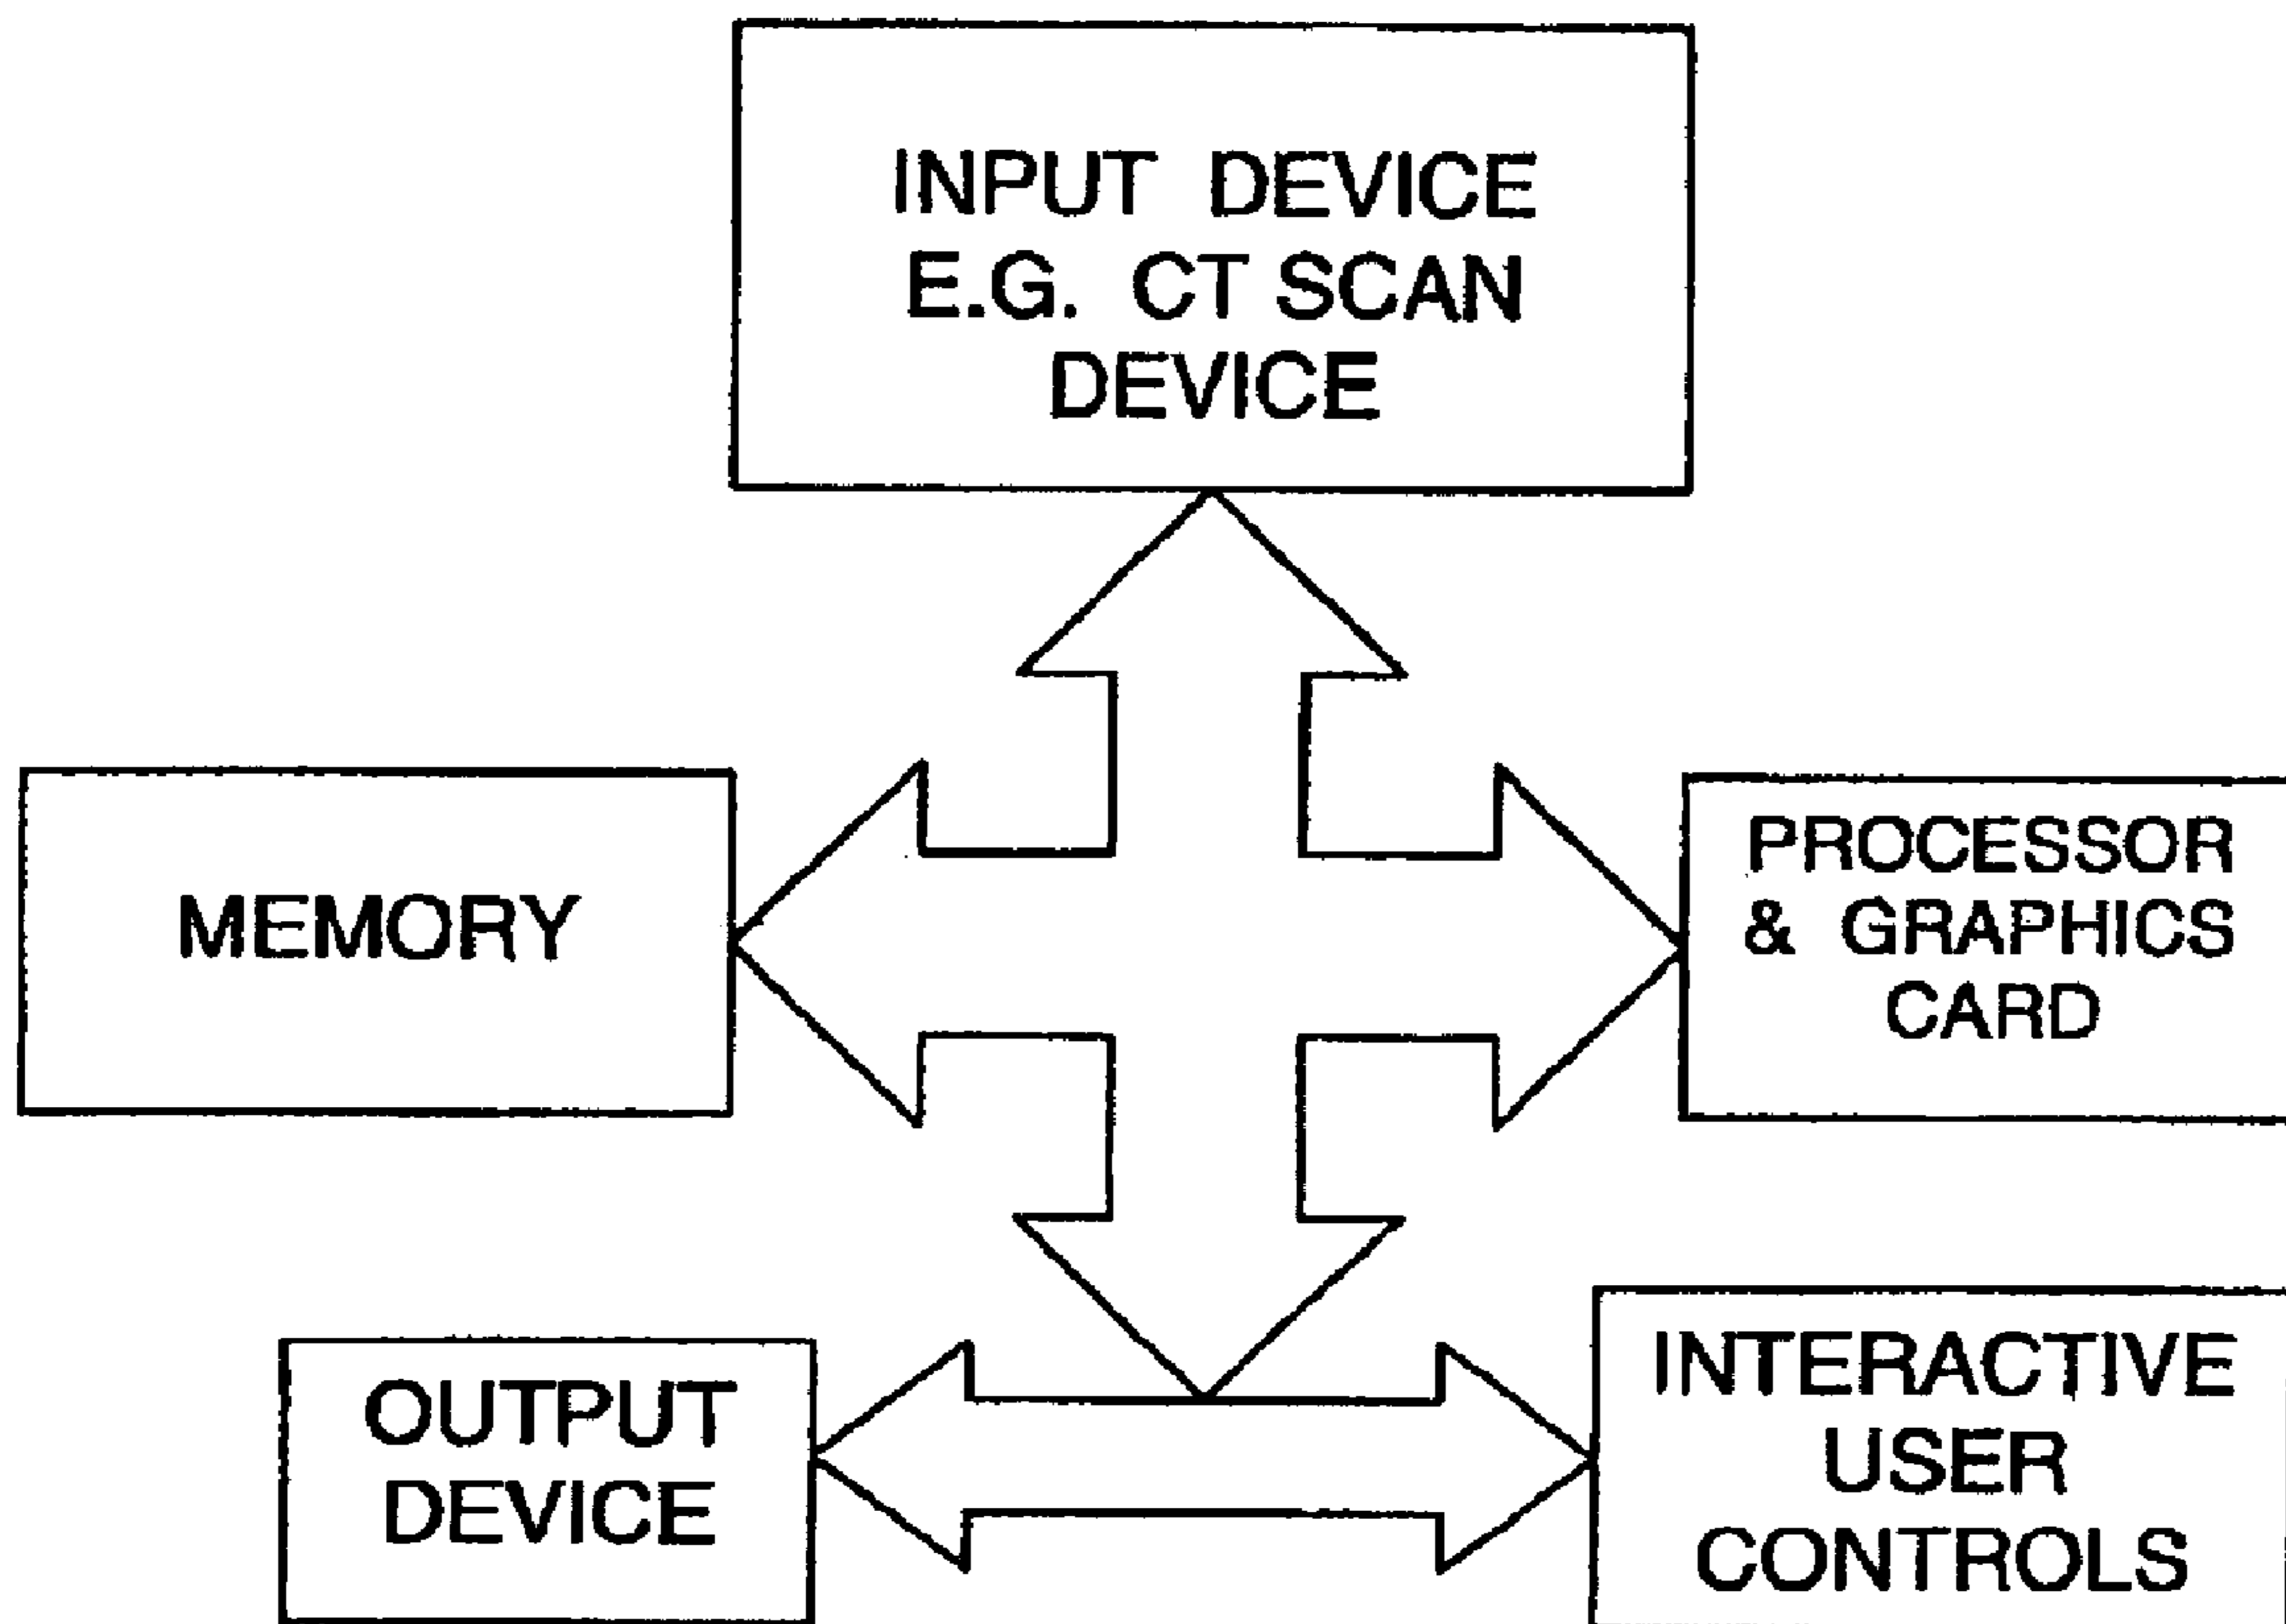 INPUT DEVICE
E.G. CT SCAN
DEVICE
MEMORY
PROCESSOR
& GRAPHICS
CARD
OUTPUT
DEVICE
INTERACTIVE
USER
CONTROLS